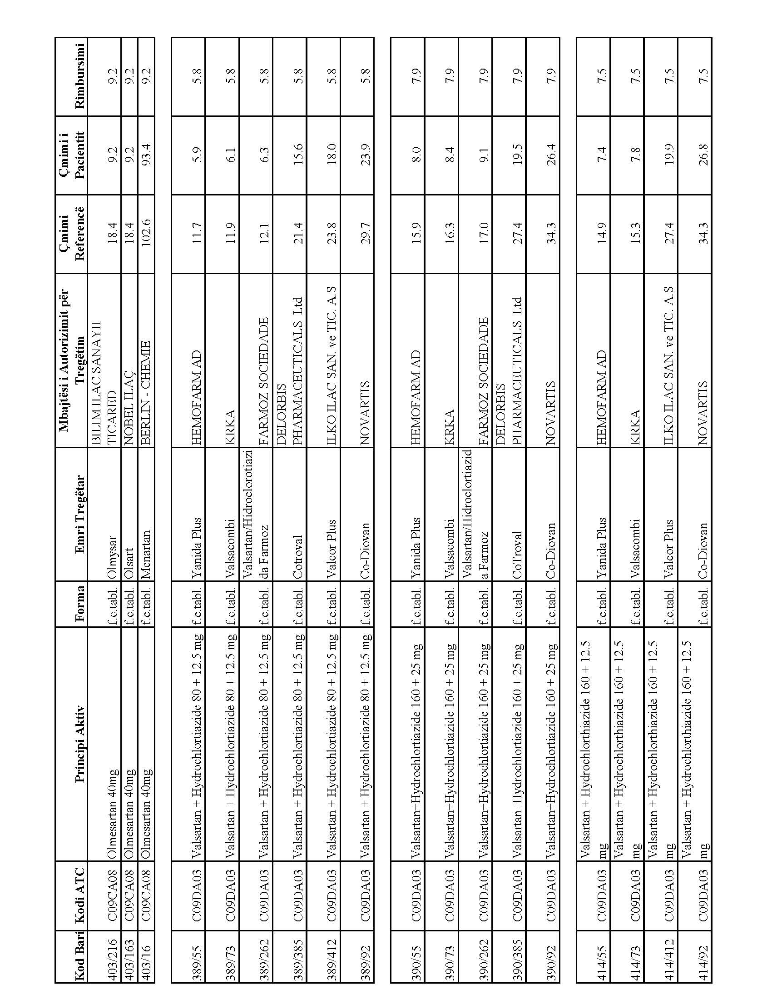 Kod Bari Kodi ATC Principi Aktiv Forma Emri Tregëtar Mbajtësi i Autorizimit për Tregëtim Çmimi Referencë Çmimi i Pacientit Rimbursimi
403/216 C09CA08 Olmesartan 40mg f.c.tabl. Olmysar BILIM ILAC SANAYII TICARED 18.4 9.2 9.2
403/163 C09CA08 Olmesartan 40mg f.c.tabl. Olsart NOBEL ILAÇ 18.4 9.2 9.2
403/16 C09CA08 Olmesartan 40mg f.c.tabl. Menartan BERLIN - CHEMIE 102.6 93.4 9.2
389/55 C09DA03 Valsartan + Hydrochlortiazide 80 + 12.5 mg f.c.tabl. Yanida Plus HEMOFARM AD 11.7 5.9 5.8
389/73 C09DA03 Valsartan + Hydrochlortiazide 80 + 12.5 mg f.c.tabl. Valsacombi KRKA 11.9 6.1 5.8
389/262 C09DA03 Valsartan + Hydrochlortiazide 80 + 12.5 mg f.c.tabl. Valsartan/Hidroclorotiazi da Farmoz FARMOZ SOCIEDADE 12.1 6.3 5.8
389/385 C09DA03 Valsartan + Hydrochlortiazide 80 + 12.5 mg f.c.tabl. Cotroval DELORBIS PHARMACEUTICALS Ltd 21.4 15.6 5.8
389/412 C09DA03 Valsartan + Hydrochlortiazide 80 + 12.5 mg f.c.tabl. Valcor Plus ILKO ILAC SAN. ve TIC. A.S 23.8 18.0 5.8
389/92 C09DA03 Valsartan + Hydrochlortiazide 80 + 12.5 mg f.c.tabl. Co-Diovan NOVARTIS 29.7 23.9 5.8
390/55 C09DA03 Valsartan+Hydrochlortiazide 160 + 25 mg f.c.tabl. Yanida Plus HEMOFARM AD 15.9 8.0 7.9
390/73 C09DA03 Valsartan+Hydrochlortiazide 160 + 25 mg f.c.tabl. Valsacombi KRKA 16.3 8.4 7.9
390/262 C09DA03 Valsartan+Hydrochlortiazide 160 + 25 mg f.c.tabl. Valsartan/Hidroclortiazid a Farmoz FARMOZ SOCIEDADE 17.0 9.1 7.9
390/385 C09DA03 Valsartan+Hydrochlortiazide 160 + 25 mg f.c.tabl. CoTroval DELORBIS PHARMACEUTICALS Ltd 27.4 19.5 7.9
390/92 C09DA03 Valsartan+Hydrochlortiazide 160 + 25 mg f.c.tabl. Co-Diovan NOVARTIS 34.3 26.4 7.9
414/55 C09DA03 Valsartan + Hydrochlorthiazide 160 + 12.5 mg f.c.tabl. Yanida Plus HEMOFARM AD 14.9 7.4 7.5
414/73 C09DA03 Valsartan + Hydrochlorthiazide 160 + 12.5 mg f.c.tabl. Valsacombi KRKA 15.3 7.8 7.5
414/412 C09DA03 Valsartan + Hydrochlorthiazide 160 + 12.5 mg f.c.tabl. Valcor Plus ILKO ILAC SAN. ve TIC. A.S 27.4 19.9 7.5
414/92 C09DA03 Valsartan + Hydrochlorthiazide 160 + 12.5 mg f.c.tabl. Co-Diovan NOVARTIS 34.3 26.8 7.5